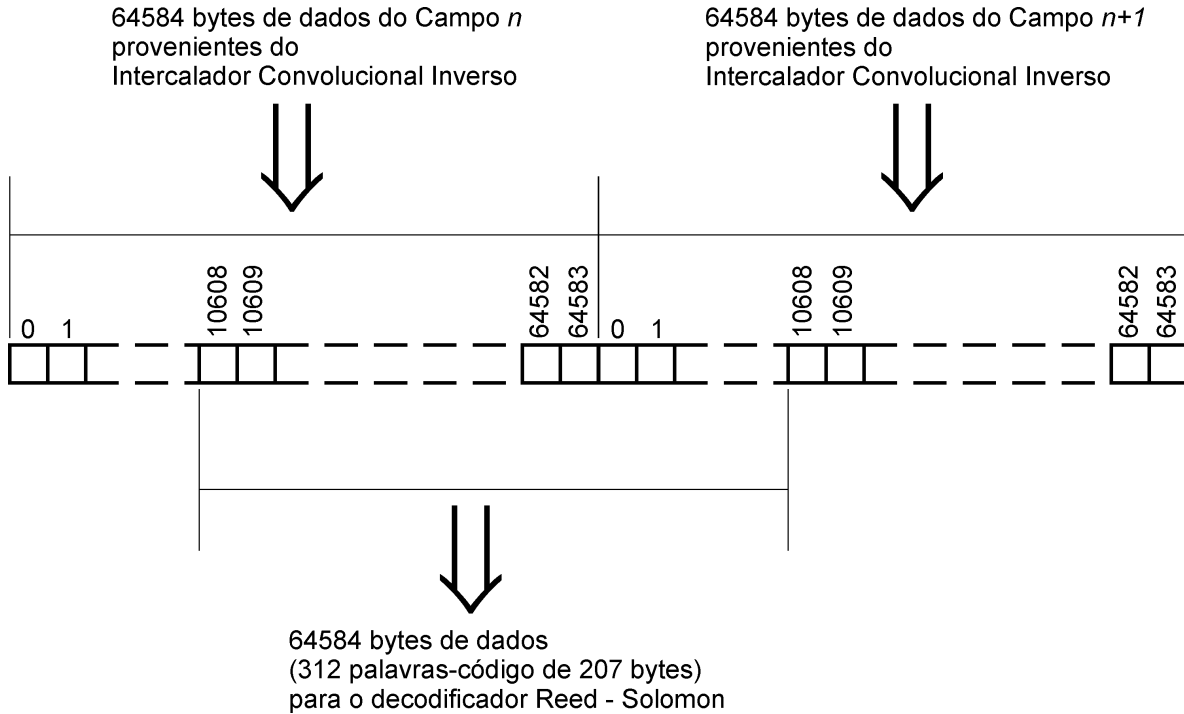 64584 bytes de dados do Campo n
provenientes do
Intercalador Convolucional Inverso
64584 bytes de dados do Campo n+1
provenientes do
Intercalador Convolucional Inverso
0 1 10608 10609 64582 64583 0 1 10608 10609 64582 64583
64584 bytes de dados
(312 palavras-código de 207 bytes)
para o decodificador Reed - Solomon